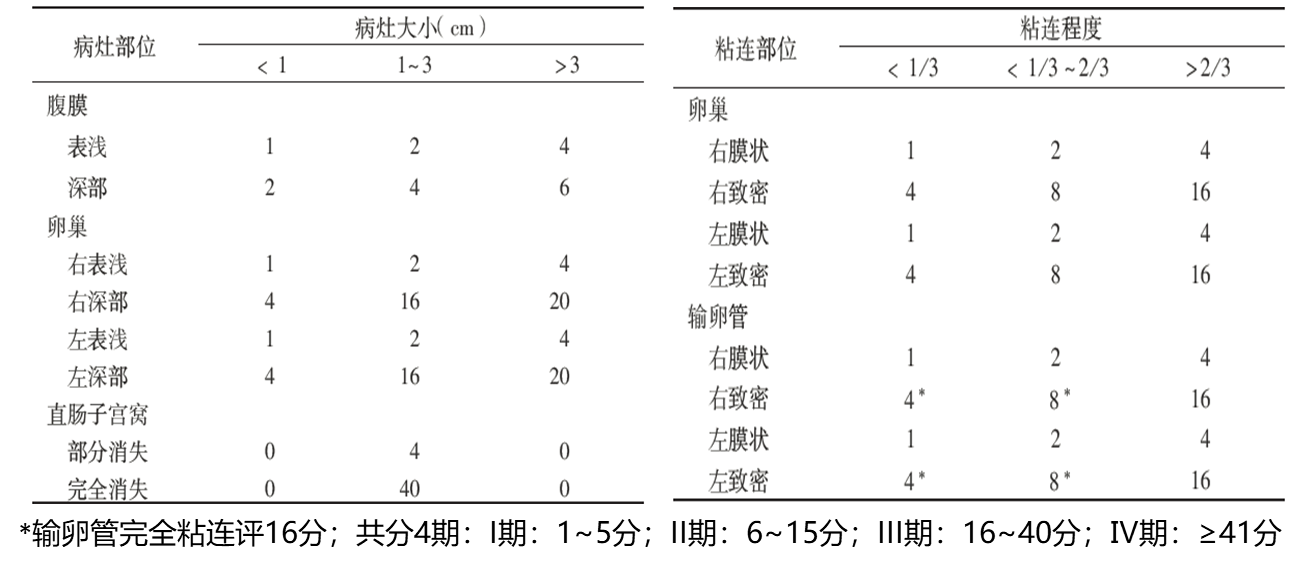 病灶部位 病灶大小( cm )
< 1 1~3 >3
腹膜
表浅 1 2 4
深部 2 4 6
卵巢
右表浅 1 2 4
右深部 4 16 20
左表浅 1 2 4
左深部 4 16 20
直肠子宫窝
部分消失 0 4 0
完全消失 0 40 0
粘连部位 粘连程度
< 1/3 < 1/3 ~2/3 >2/3
卵巢
右膜状 1 2 4
右致密 4 8 16
左膜状 1 2 4
左致密 4 8 16
输卵管
右膜状 1 2 4
右致密 4* 8* 16
左膜状 1 2 4
左致密 4* 8* 16
*输卵管完全粘连评16分；共分4期：I期：1~5分；II期：6~15分；III期：16~40分；IV期：≥41分